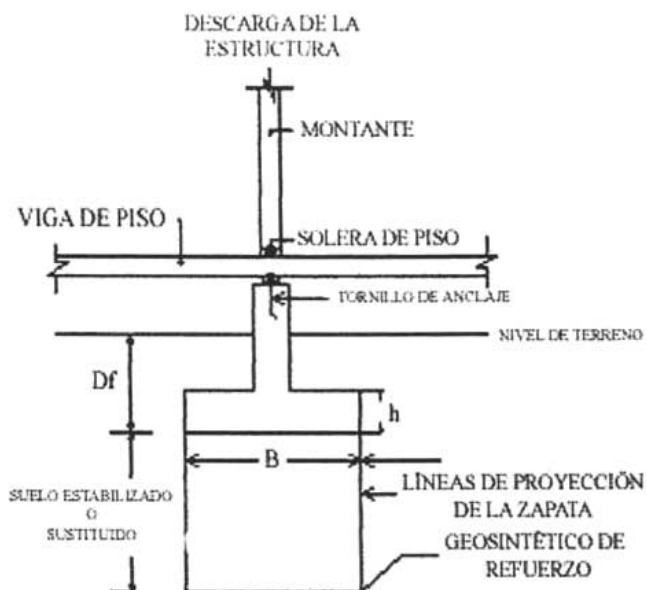 DESCARGA DE LA
ESTRUCTURA
MONTANTE
VIGA DE PISO
SOLERA DE PISO
TORNILLO DE ANCLAJE
NIVEL DE TERRENO
Df
h
B
SUELO ESTABILIZADO
O
SUSTITUIDO
LÍNEAS DE PROYECCIÓN
DE LA ZAPATA
GEOSINTÉTICO DE
REFUERZO